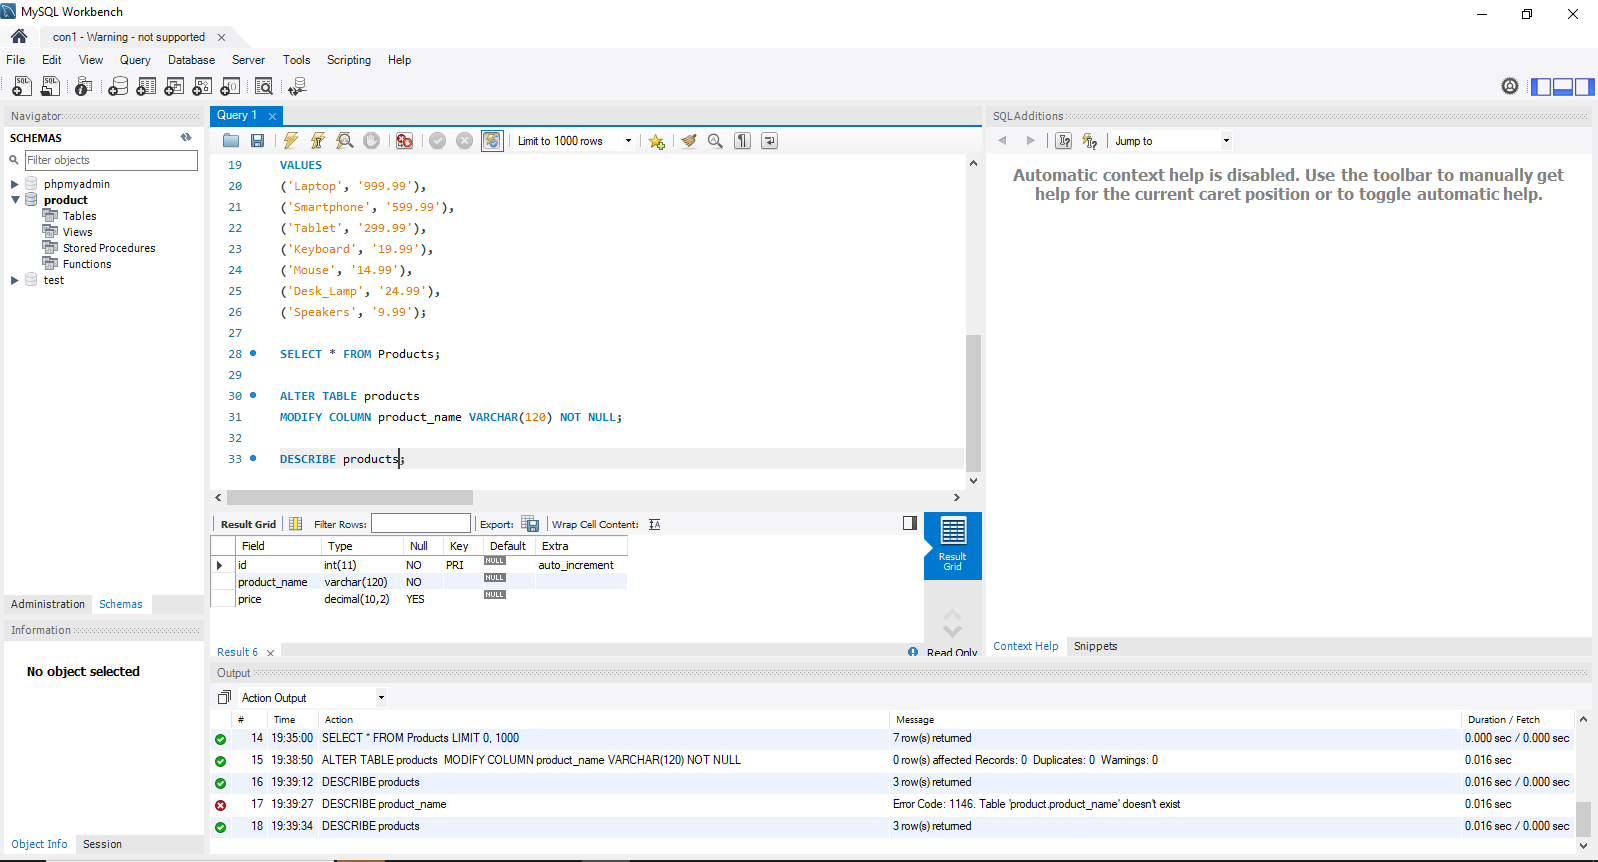 MySQL Workbench
con1 - Warning - not supported
File Edit View Query Database Server Tools Scripting Help
Navigator
SCHEMAS
Filter objects
phpmyadmin
product
Tables
Views
Stored Procedures
Functions
test
Administration Schemas
Information
No object selected
Object Info Session
Query 1
Limit to 1000 rows
19 VALUES
20 ('Laptop', '999.99'),
21 ('Smartphone', '599.99'),
22 ('Tablet', '299.99'),
23 ('Keyboard', '19.99'),
24 ('Mouse', '14.99'),
25 ('Desk_Lamp', '24.99'),
26 ('Speakers', '9.99');
27
28 SELECT * FROM Products;
29
30 ALTER TABLE products
31 MODIFY COLUMN product_name VARCHAR(120) NOT NULL;
32
33 DESCRIBE products;
Result Grid Filter Rows: Export: Wrap Cell Content:
Field Type Null Key Default Extra
id int(11) NO PRI NULL auto_increment
product_name varchar(120) NO NULL
price decimal(10,2) YES NULL
Result
Grid
Result 6
Read Only
SQLAdditions
Jump to
Automatic context help is disabled. Use the toolbar to manually get
help for the current caret position or to toggle automatic help.
Context Help Snippets
Output
Action Output
# Time Action Message Duration / Fetch
14 19:35:00 SELECT * FROM Products LIMIT 0, 1000 7 row(s) returned 0.000 sec / 0.000 sec
15 19:38:50 ALTER TABLE products MODIFY COLUMN product_name VARCHAR(120) NOT NULL 0 row(s) affected Records: 0 Duplicates: 0 Warnings: 0 0.016 sec
16 19:39:12 DESCRIBE products 3 row(s) returned 0.016 sec / 0.000 sec
17 19:39:27 DESCRIBE product_name Error Code: 1146. Table 'product.product_name' doesn't exist 0.016 sec
18 19:39:34 DESCRIBE products 3 row(s) returned 0.016 sec / 0.000 sec